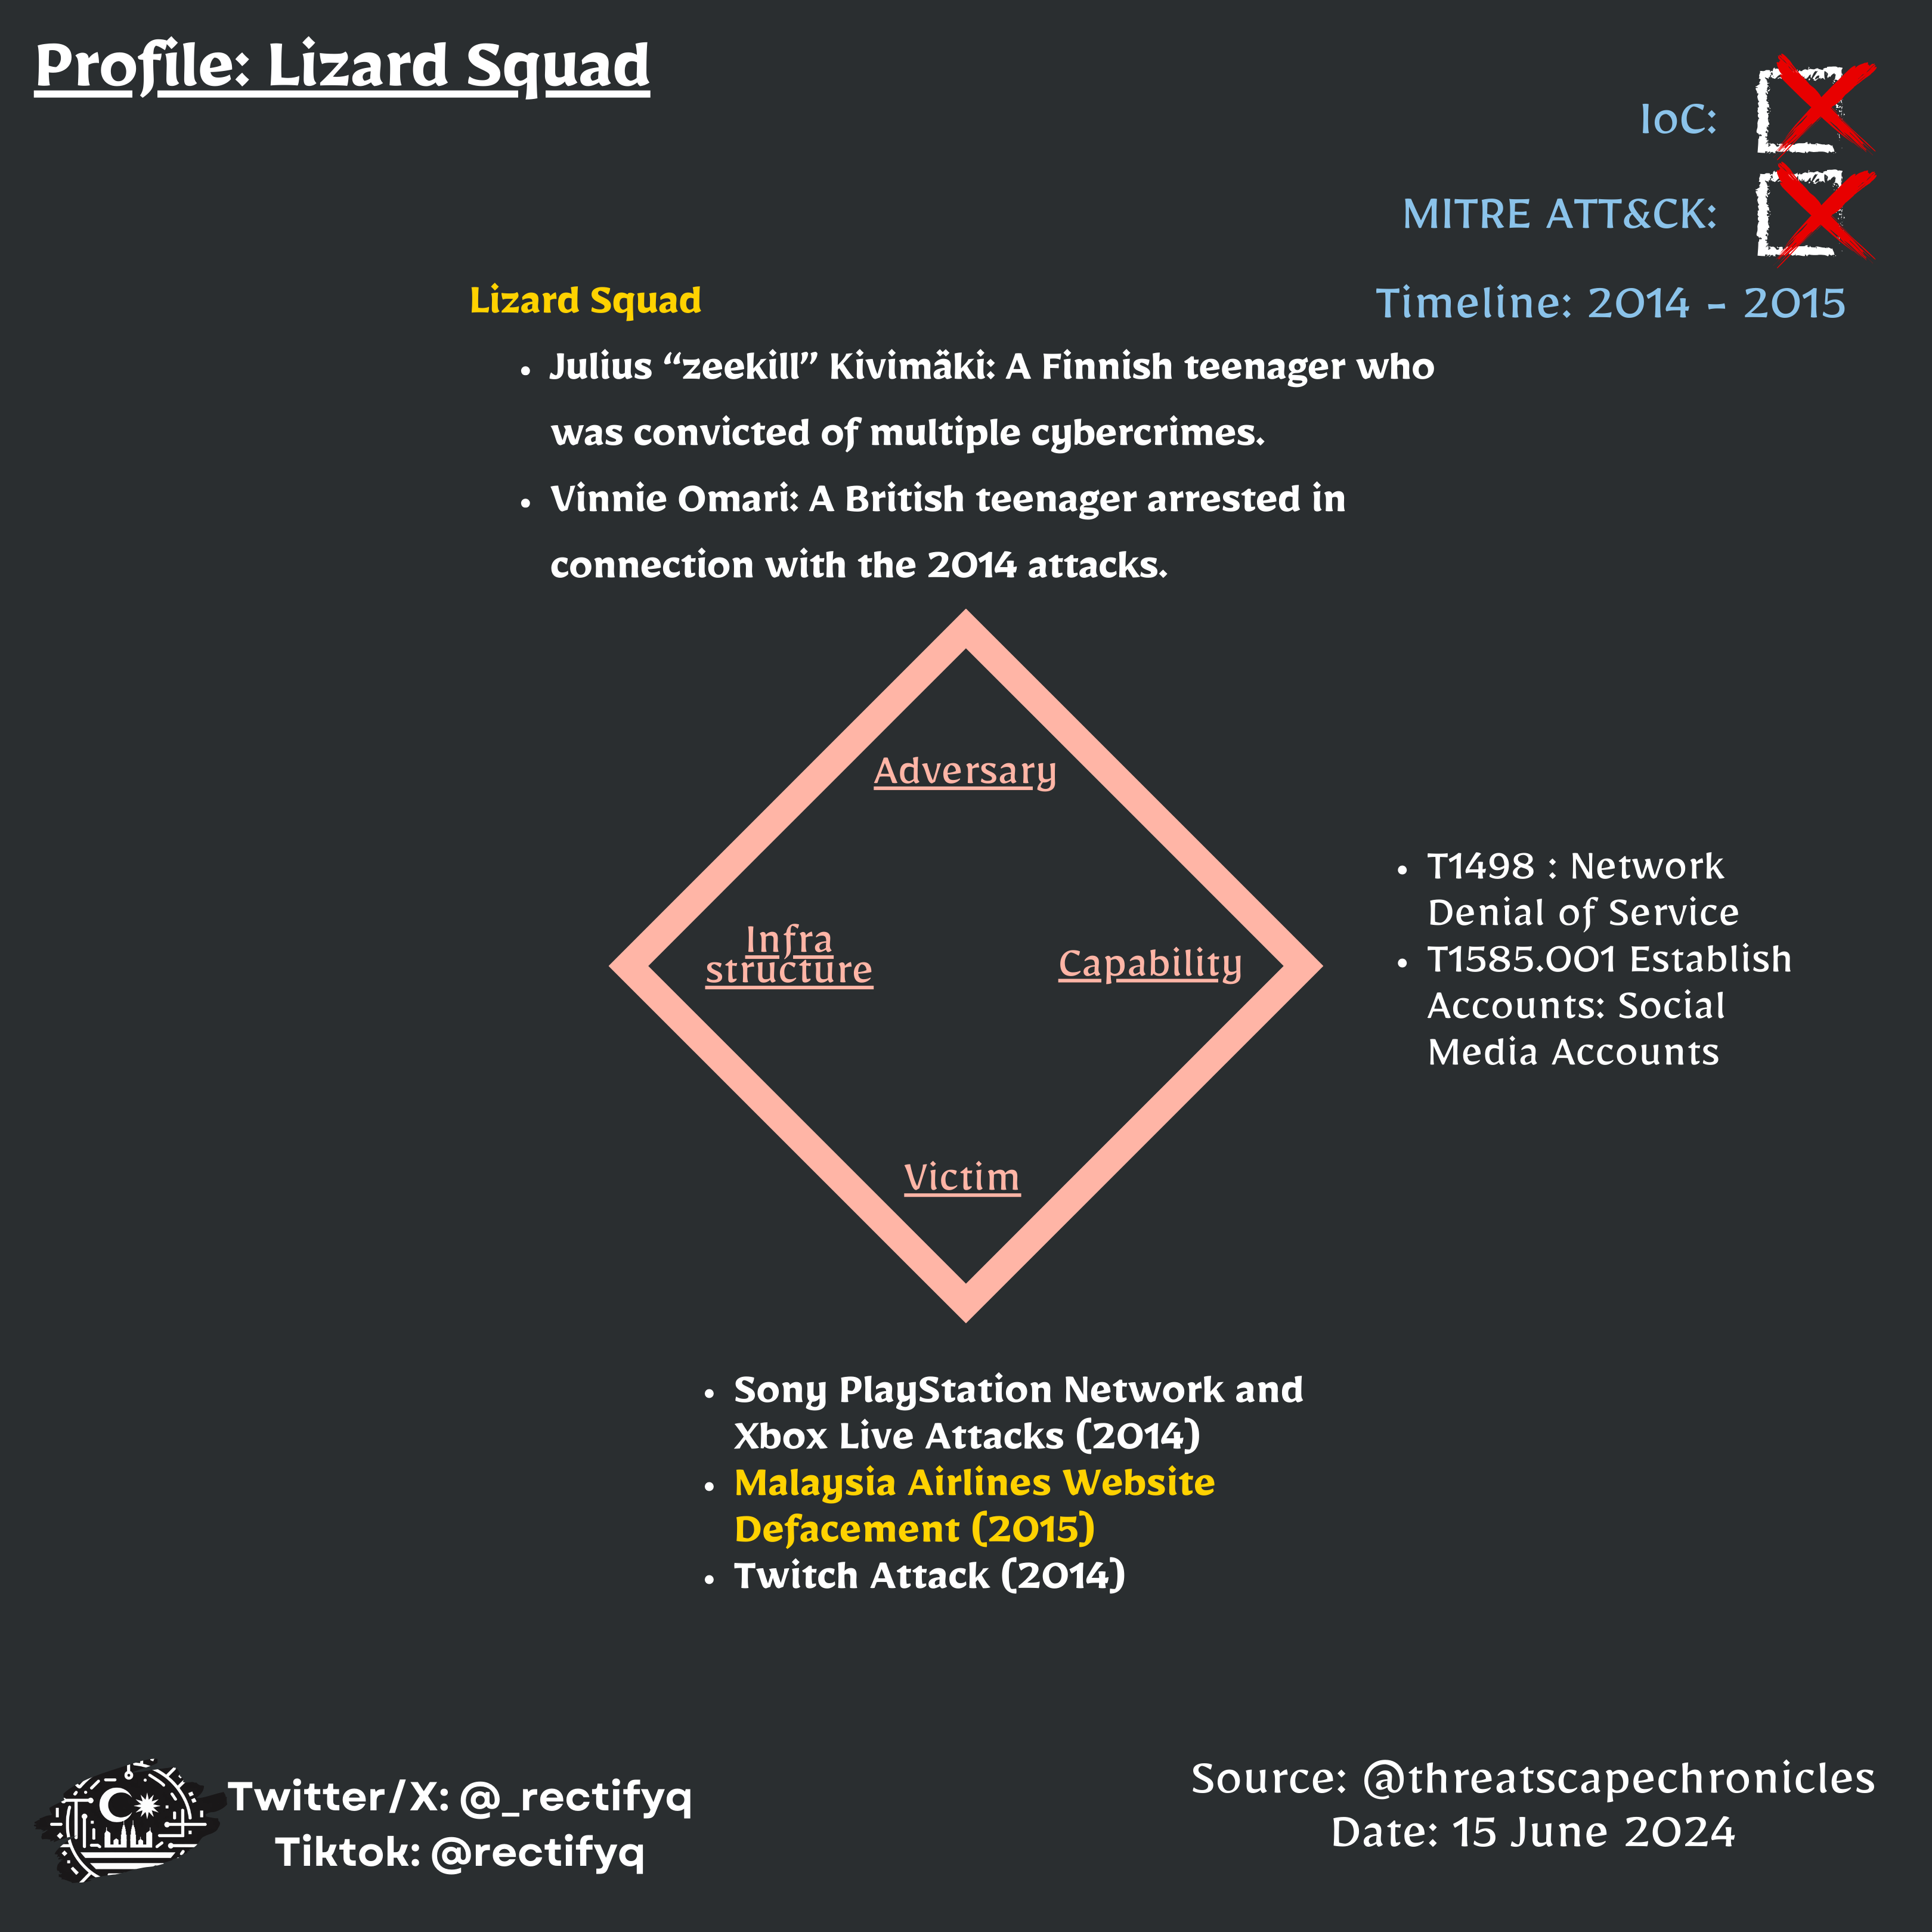 Profile: Lizard Squad
IoC:
MITRE ATT&CK:
Timeline: 2014 - 2015
Lizard Squad
• Julius “zeekill” Kivimäki: A Finnish teenager who
was convicted of multiple cybercrimes.
• Vinnie Omari: A British teenager arrested in
connection with the 2014 attacks.
Adversary
Infra
structure
Capability
Victim
• T1498 : Network
Denial of Service
• T1585.001 Establish
Accounts: Social
Media Accounts
• Sony PlayStation Network and
Xbox Live Attacks (2014)
• Malaysia Airlines Website
Defacement (2015)
• Twitch Attack (2014)
Twitter/X: @_rectifyq
Tiktok: @rectifyq
Source: @threatscapechronicles
Date: 15 June 2024